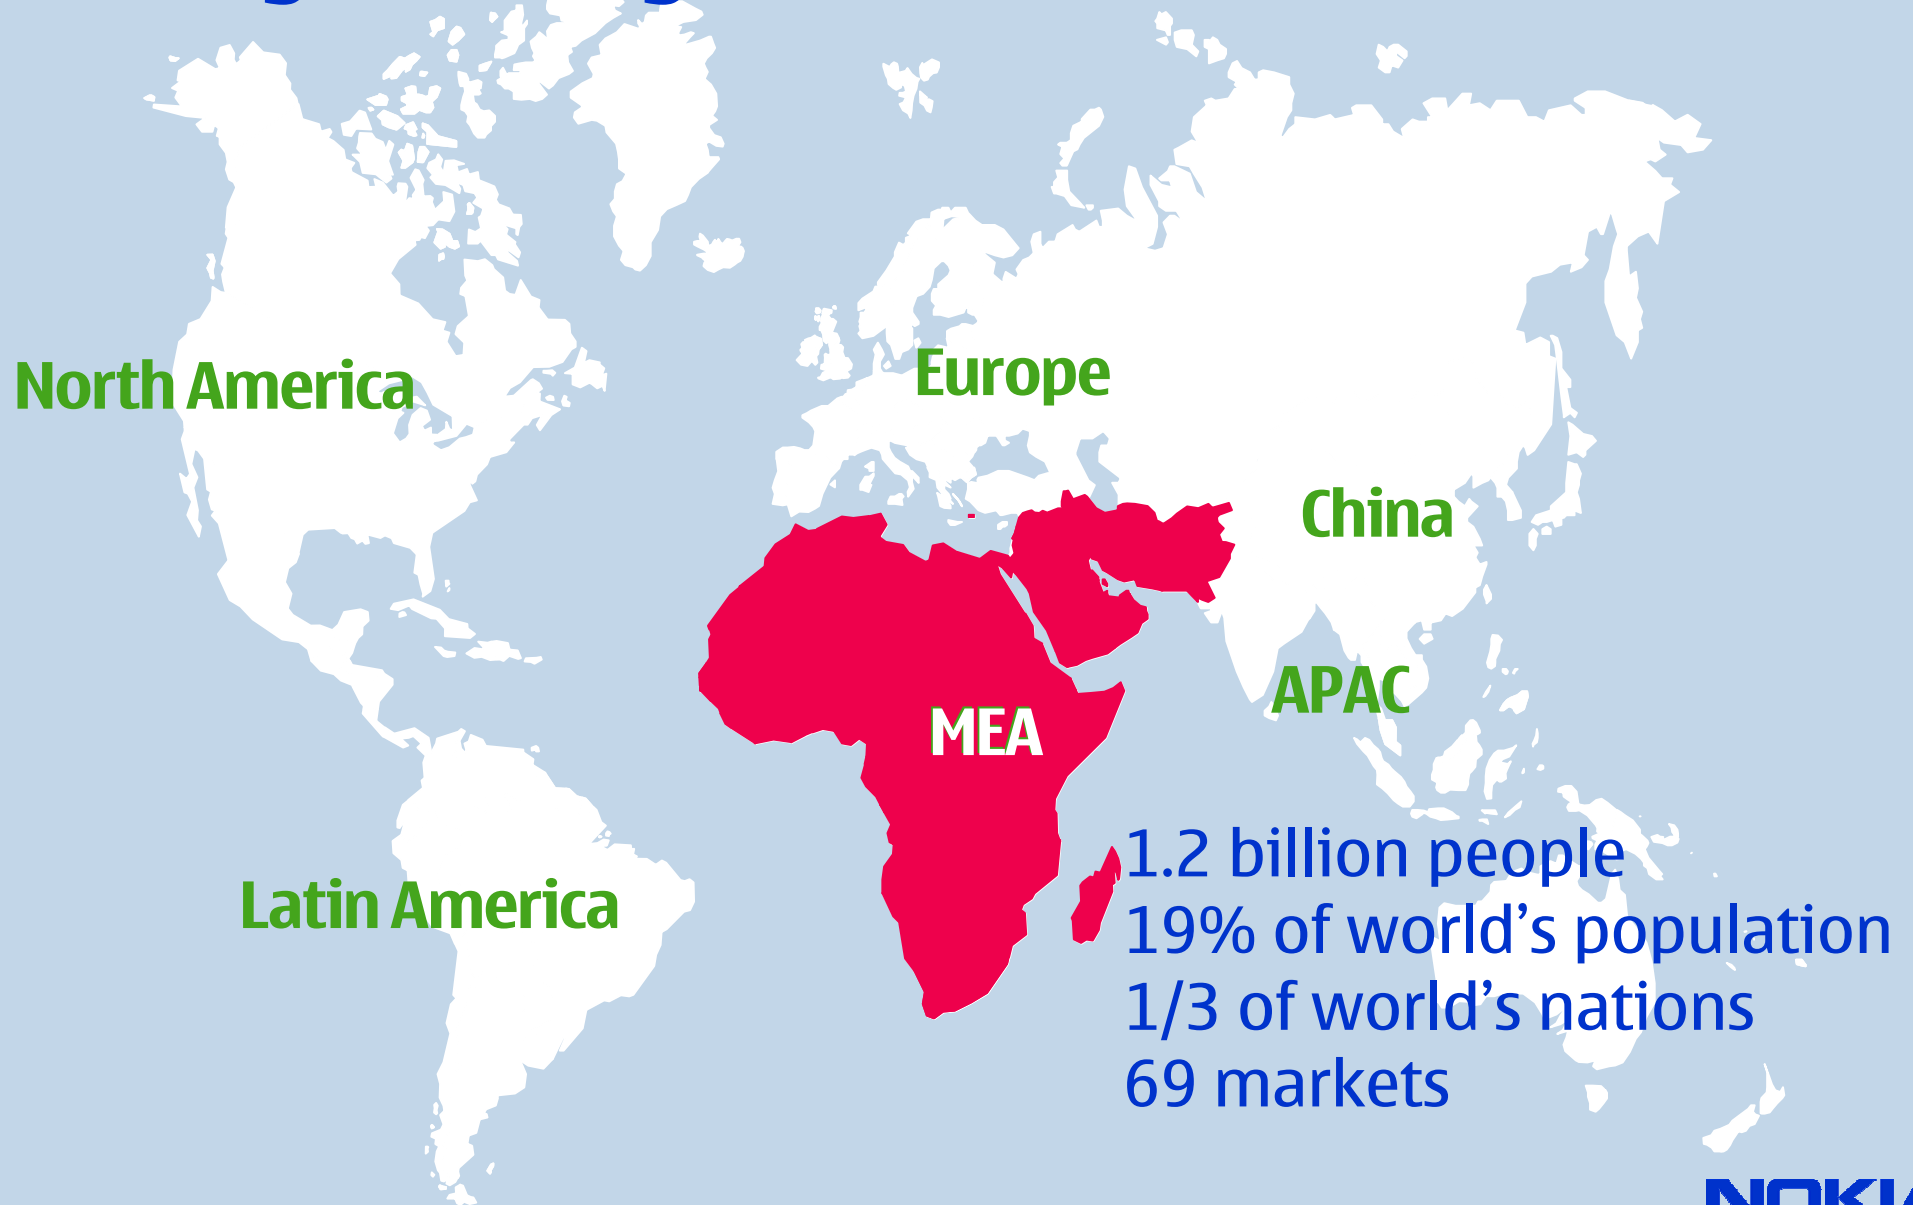 North America
Europe
China
APAC
MEA
Latin America
1.2 billion people
19% of world's population
1/3 of world's nations
69 markets